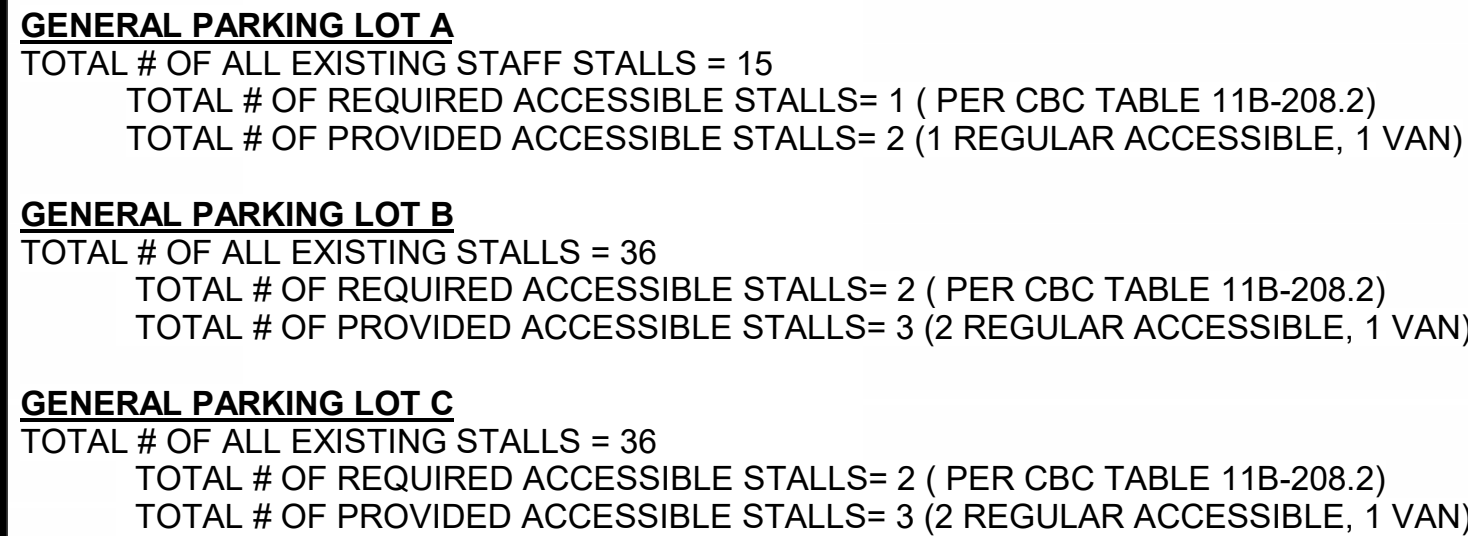 GENERAL PARKING LOT A
TOTAL # OF ALL EXISTING STAFF STALLS = 15
TOTAL # OF REQUIRED ACCESSIBLE STALLS= 1 ( PER CBC TABLE 11B-208.2)
TOTAL # OF PROVIDED ACCESSIBLE STALLS= 2 (1 REGULAR ACCESSIBLE, 1 VAN)
GENERAL PARKING LOT B
TOTAL # OF ALL EXISTING STALLS = 36
TOTAL # OF REQUIRED ACCESSIBLE STALLS= 2 ( PER CBC TABLE 11B-208.2)
TOTAL # OF PROVIDED ACCESSIBLE STALLS= 3 (2 REGULAR ACCESSIBLE, 1 VAN)
GENERAL PARKING LOT C
TOTAL # OF ALL EXISTING STALLS = 36
TOTAL # OF REQUIRED ACCESSIBLE STALLS= 2 ( PER CBC TABLE 11B-208.2)
TOTAL # OF PROVIDED ACCESSIBLE STALLS= 3 (2 REGULAR ACCESSIBLE, 1 VAN)